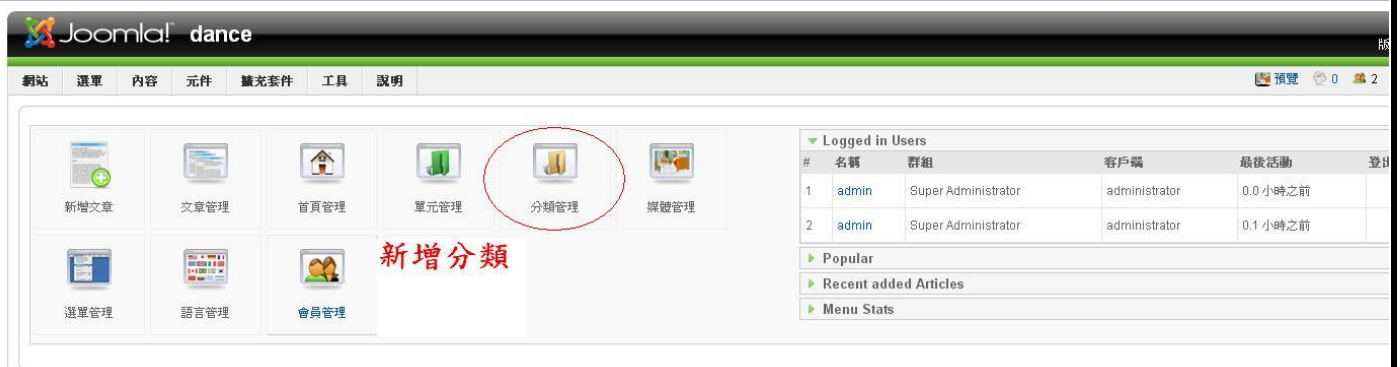 Joomla! dance
版
網站 選單 內容 元件 擴充套件 工具 說明 預覽 0 2
新增文章 文章管理 首頁管理 單元管理 分類管理 媒體管理
新增分類
選單管理 語言管理 會員管理
Logged in Users
# 名稱 群組 客戶端 最後活動 登出
1 admin Super Administrator administrator 0.0 小時之前
2 admin Super Administrator administrator 0.1 小時之前
Popular
Recent added Articles
Menu Stats